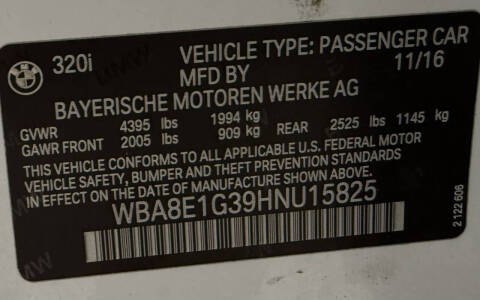 BMW
320i
VEHICLE TYPE: PASSENGER CAR
MFD BY 11/16
BAYERISCHE MOTOREN WERKE AG
GVWR 4395 lbs 1994 kg
GAWR FRONT 2005 lbs 909 kg REAR 2525 lbs 1145 kg
THIS VEHICLE CONFORMS TO ALL APPLICABLE U.S. FEDERAL MOTOR
VEHICLE SAFETY, BUMPER AND THEFT PREVENTION STANDARDS
IN EFFECT ON THE DATE OF MANUFACTURE SHOWN ABOVE.
WBA8E1G39HNU15825
2 122 606